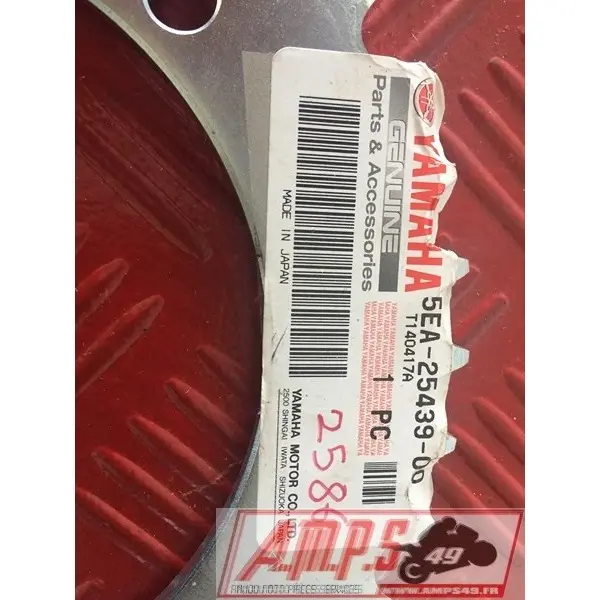 YAMAHA
GENUINE
Parts & Accessories
5EA-25439-00
T140417A
1 PC
MADE IN JAPAN
YAMAHA MOTOR CO.,LTD.
2500 SHINGAI IWATA SHIZUOKA JAPAN
258
A.M.P.S 49
WWW.AMPS49.FR